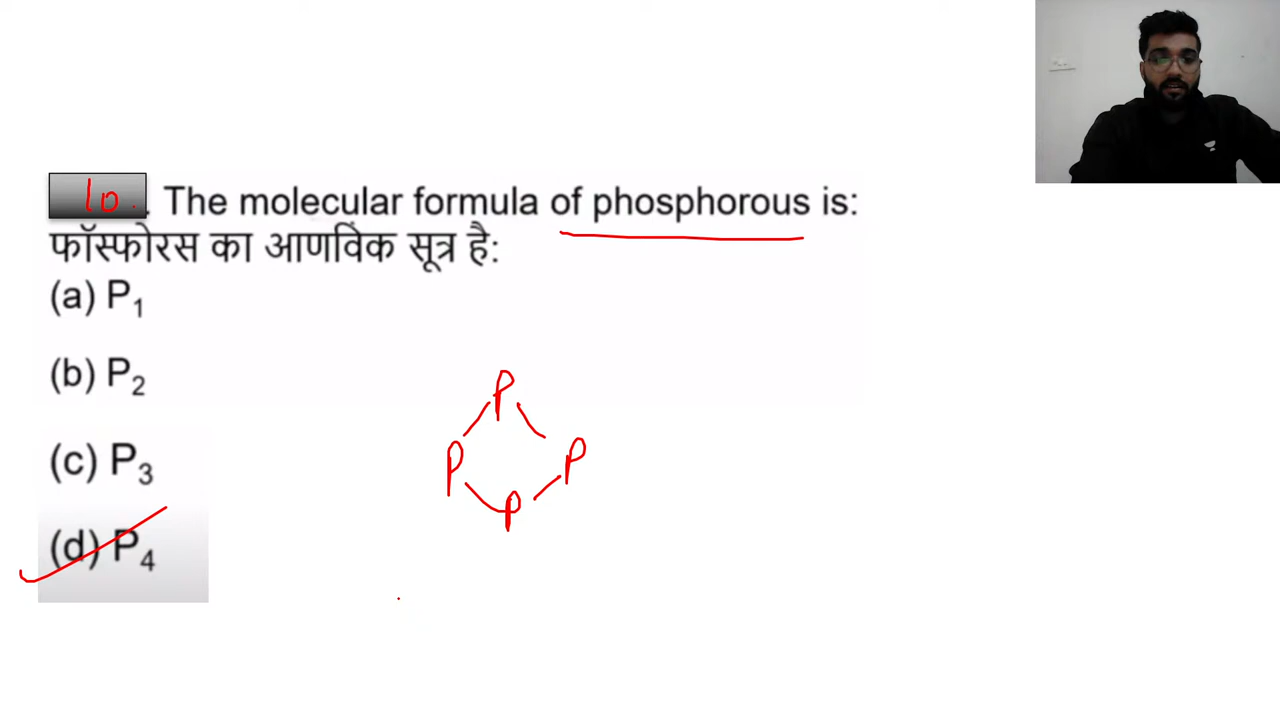 10. . The molecular formula of phosphorous is:
फॉस्फोरस का आणविंक सूत्र है:
(a) P₁
(b) P₂
(c) P₃
(d) P₄
P
P P
P